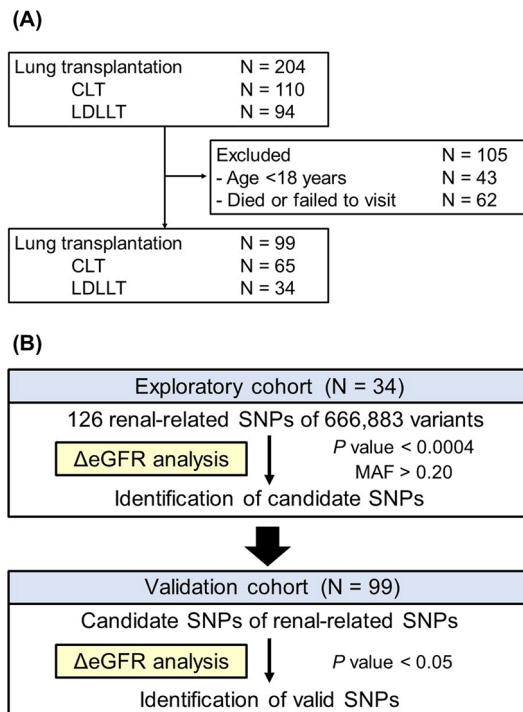 (A)
Lung transplantation N = 204
CLT N = 110
LDLLT N = 94
Excluded N = 105
- Age <18 years N = 43
- Died or failed to visit N = 62
Lung transplantation N = 99
CLT N = 65
LDLLT N = 34
(B)
Exploratory cohort (N = 34)
126 renal-related SNPs of 666,883 variants
ΔeGFR analysis
P value < 0.0004
MAF > 0.20
Identification of candidate SNPs
Validation cohort (N = 99)
Candidate SNPs of renal-related SNPs
ΔeGFR analysis
P value < 0.05
Identification of valid SNPs